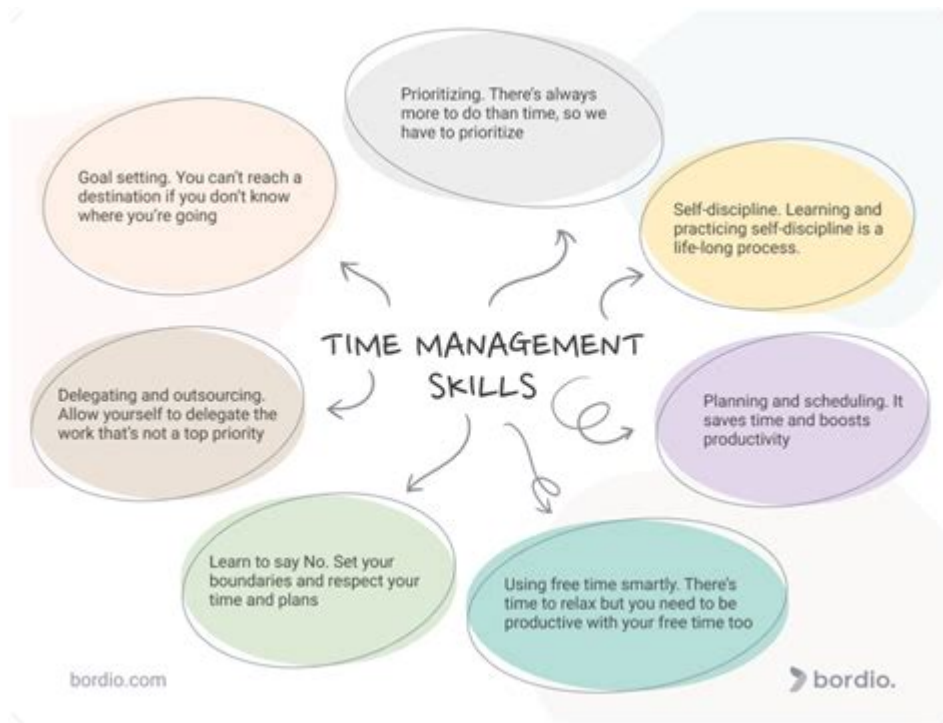 Prioritizing. There's always
more to do than time, so we
have to prioritize
Goal setting. You can't reach a
destination if you don't know
where you're going
Self-discipline. Learning and
practicing self-discipline is a
life-long process.
TIME MANAGEMENT
SKILLS
Delegating and outsourcing.
Allow yourself to delegate the
work that's not a top priority
Planning and scheduling. It
saves time and boosts
productivity
Learn to say No. Set your
boundaries and respect your
time and plans
Using free time smartly. There's
time to relax but you need to be
productive with your free time too
bordio.com
bordio.